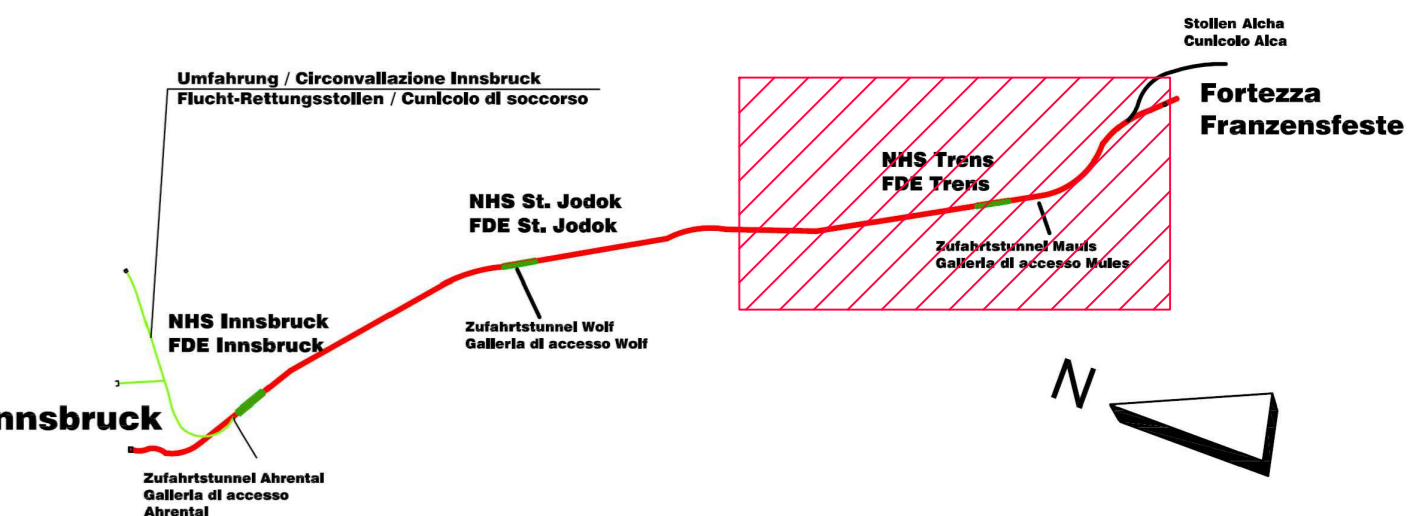 Stollen Aicha
Cunicolo Aica
Umfahrung / Circonvallazione Innsbruck
Flucht-Rettungsstollen / Cunicolo di soccorso
Fortezza
Franzensfeste
NHS Trens
FDE Trens
NHS St. Jodok
FDE St. Jodok
Zufahrtstunnel Mauls
Galleria di accesso Mules
NHS Innsbruck
FDE Innsbruck
Zufahrtstunnel Wolf
Galleria di accesso Wolf
N
nnsbruck
Zufahrtstunnel Ahrental
Galleria di accesso
Ahrental